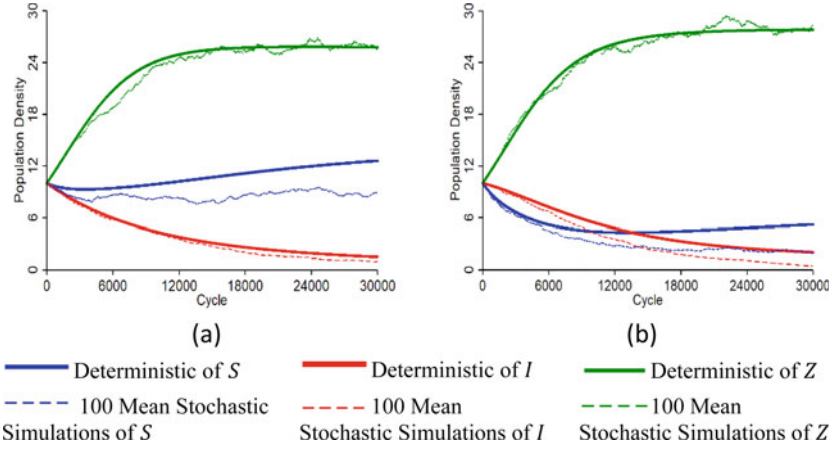 30
24
18
12
6
0
Population Density
0
6000
12000
18000
24000
30000
Cycle
(a)
30
24
18
12
6
0
Population Density
0
6000
12000
18000
24000
30000
Cycle
(b)
Deterministic of S
Deterministic of I
Deterministic of Z
100 Mean Stochastic
100 Mean
100 Mean
Simulations of S
Stochastic Simulations of I
Stochastic Simulations of Z